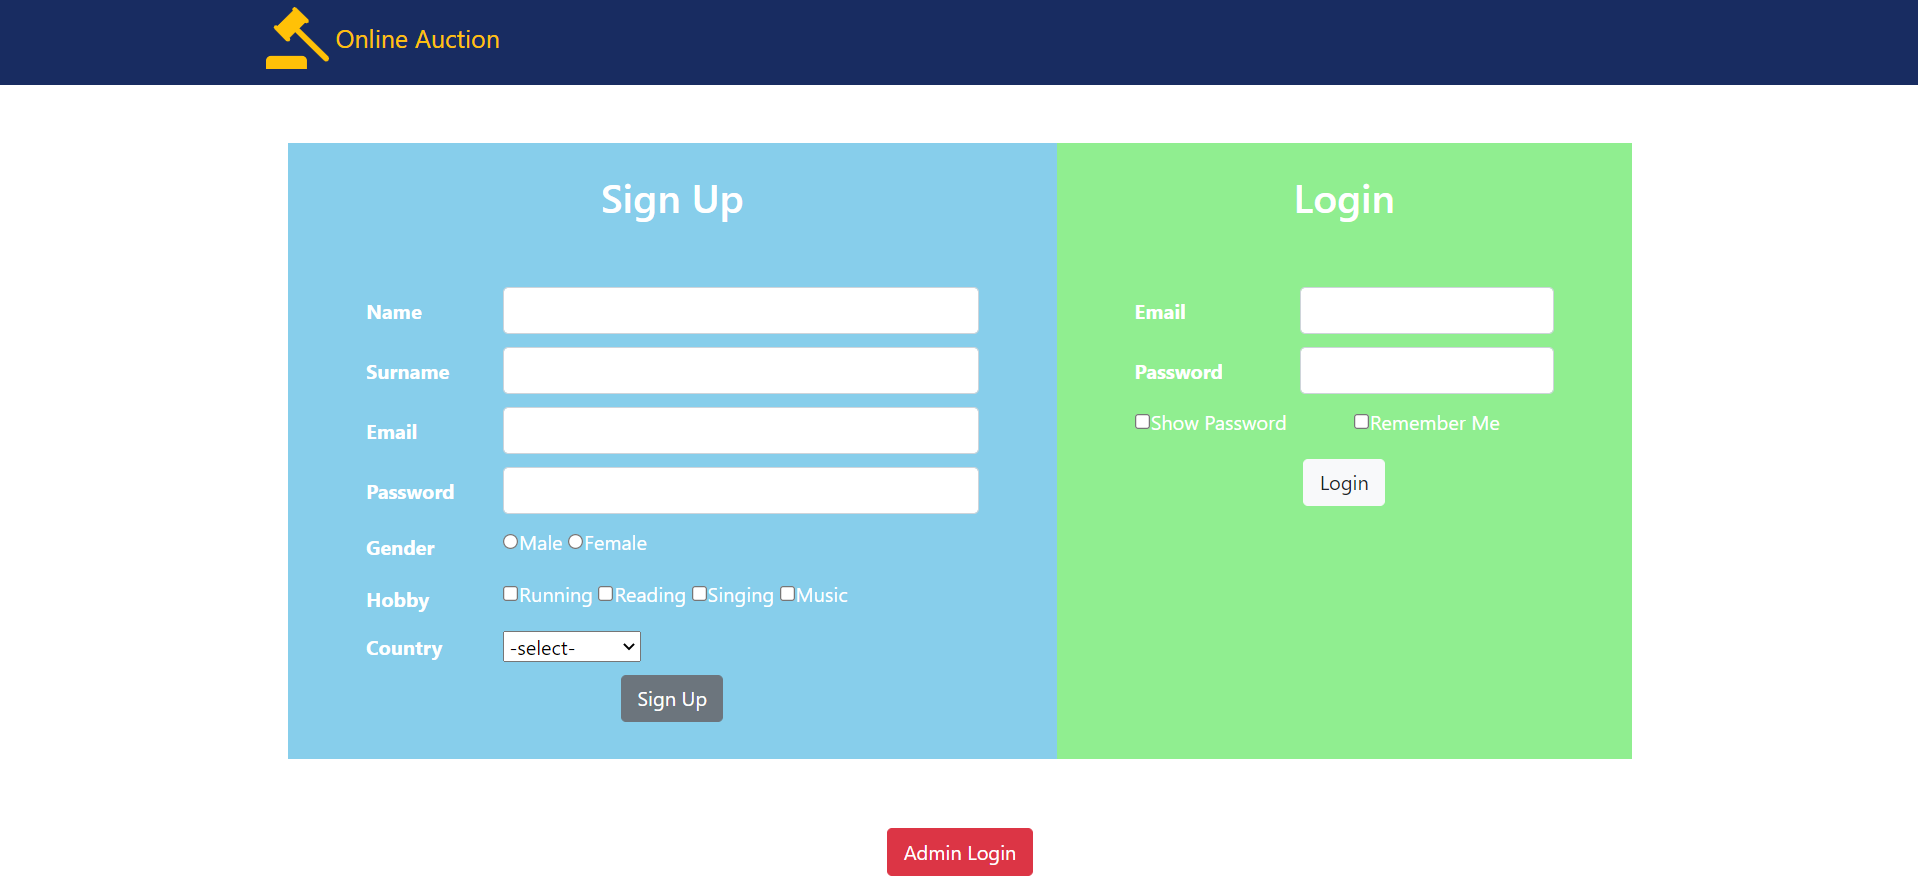 Online Auction
Sign Up
Name
Surname
Email
Password
Gender
Male Female
Hobby
Running Reading Singing Music
Country
-select-
Sign Up
Login
Email
Password
Show Password Remember Me
Login
Admin Login